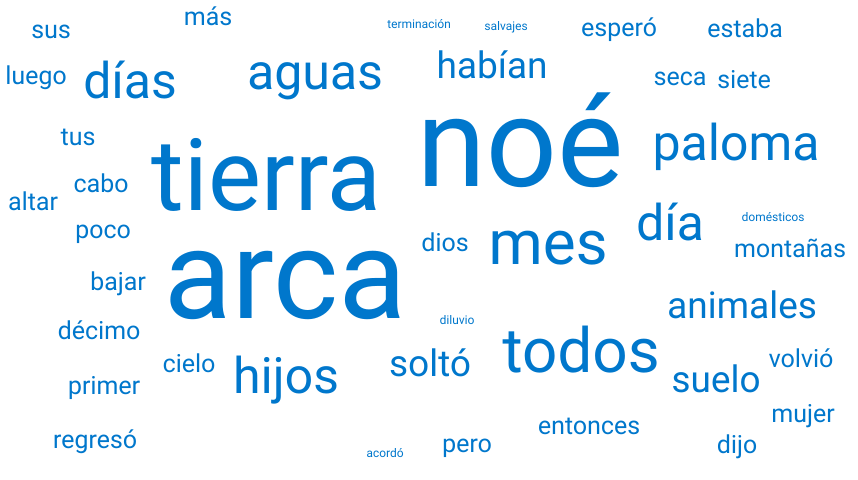 más
terminación
salvajes
esperó
estaba
sus
luego
días
aguas
habían
seca
siete
tus
tierra
noé
paloma
cabo
altar
poco
dios
mes
día
domésticos
montañas
bajar
arca
animales
décimo
diluvio
todos
cielo
hijos
soltó
suelo
volvió
primer
mujer
regresó
acordó
pero
entonces
dijo